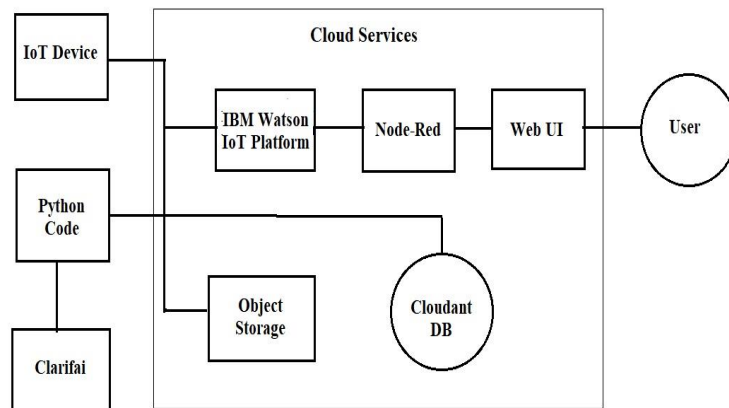 Cloud Services
IoT Device
IBM Watson
IoT Platform
Node-Red
Web UI
User
Python
Code
Object
Storage
Cloudant
DB
Clarifai